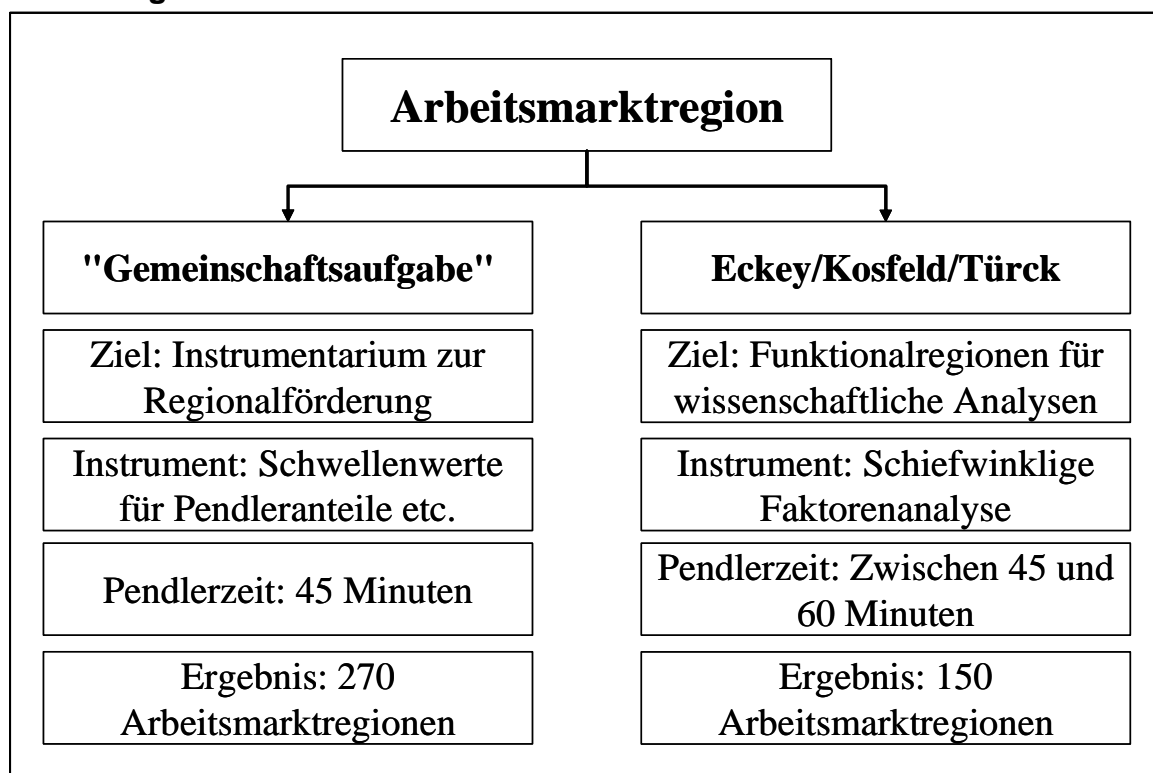 Arbeitsmarktregion
"Gemeinschaftsaufgabe"
Ziel: Instrumentarium zur
Regionalförderung
Instrument: Schwellenwerte
für Pendleranteile etc.
Pendlerzeit: 45 Minuten
Ergebnis: 270
Arbeitsmarktregionen
Eckey/Kosfeld/Türck
Ziel: Funktionalregionen für
wissenschaftliche Analysen
Instrument: Schiefwinklige
Faktorenanalyse
Pendlerzeit: Zwischen 45 und
60 Minuten
Ergebnis: 150
Arbeitsmarktregionen